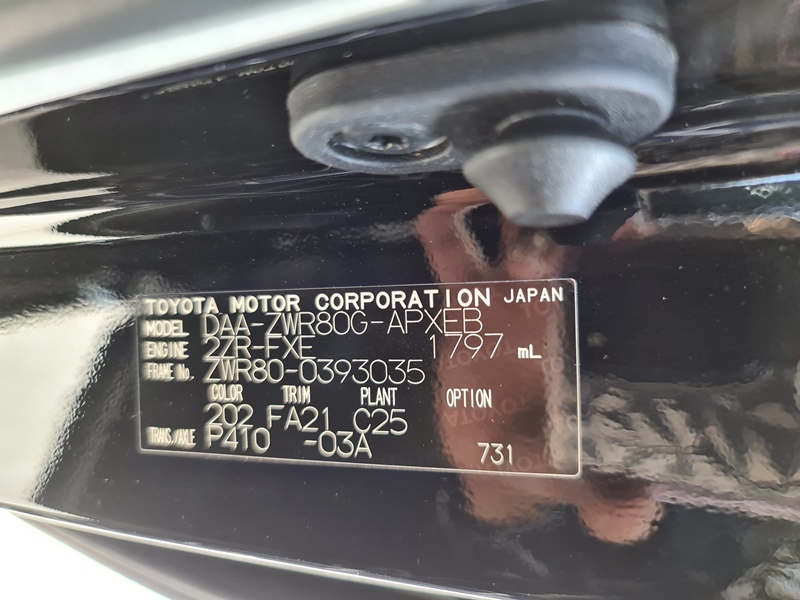 TOYOTA MOTOR CORPORATION JAPAN
MODEL DAA-ZWR80G-APXEB
ENGINE 2ZR-FXE 1797 mL
FRAME No. ZWR80-0393035
COLOR TRIM PLANT OPTION
202 FA21 C25
TRANS./AXLE P410 -03A 731